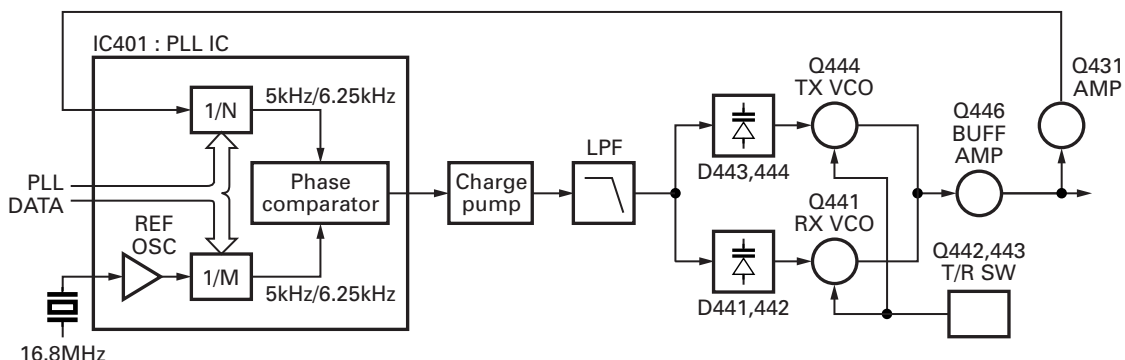 IC401 : PLL IC
1/N
5kHz/6.25kHz
PLL
DATA
REF
OSC
1/M
5kHz/6.25kHz
16.8MHz
Phase
comparator
Charge
pump
LPF
D443,444
D441,442
Q444
TX VCO
Q441
RX VCO
Q446
BUFF
AMP
Q431
AMP
Q442,443
T/R SW